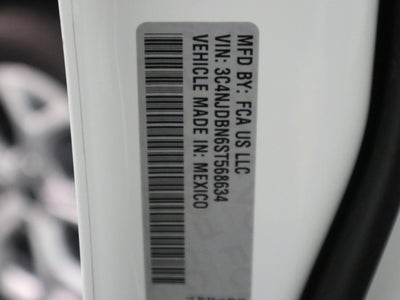 MFD BY: FCA US LLC
VIN: 3C4NJDBN6ST568634
VEHICLE MADE IN: MEXICO